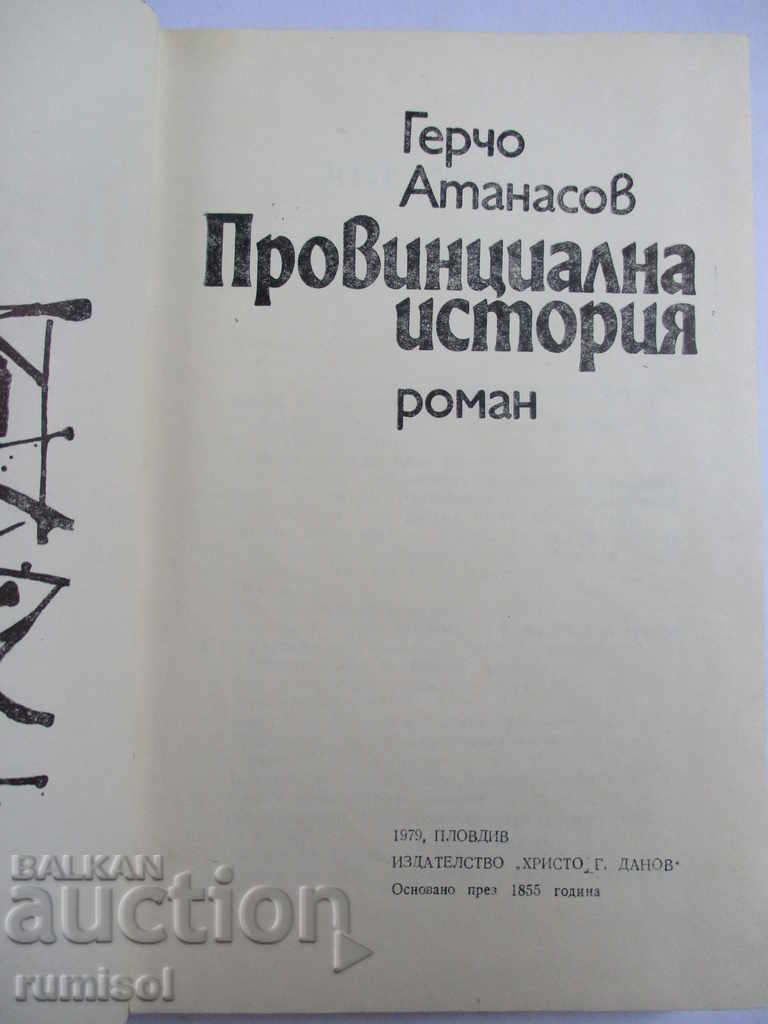 Герчо
Атанасов
Провинциална
история
роман
1979, ПЛОВДИВ
ИЗДАТЕЛСТВО „ХРИСТО Г. ДАНОВ“
Основано през 1855 година
BALKAN
auction
rumisol